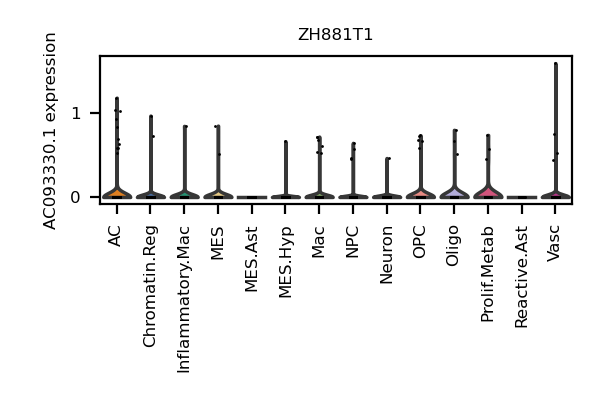 ZH881T1
AC093330.1 expression
1
0
AC
Chromatin.Reg
Inflammatory.Mac
MES
MES.Ast
MES.Hyp
Mac
NPC
Neuron
OPC
Oligo
Prolif.Metab
Reactive.Ast
Vasc